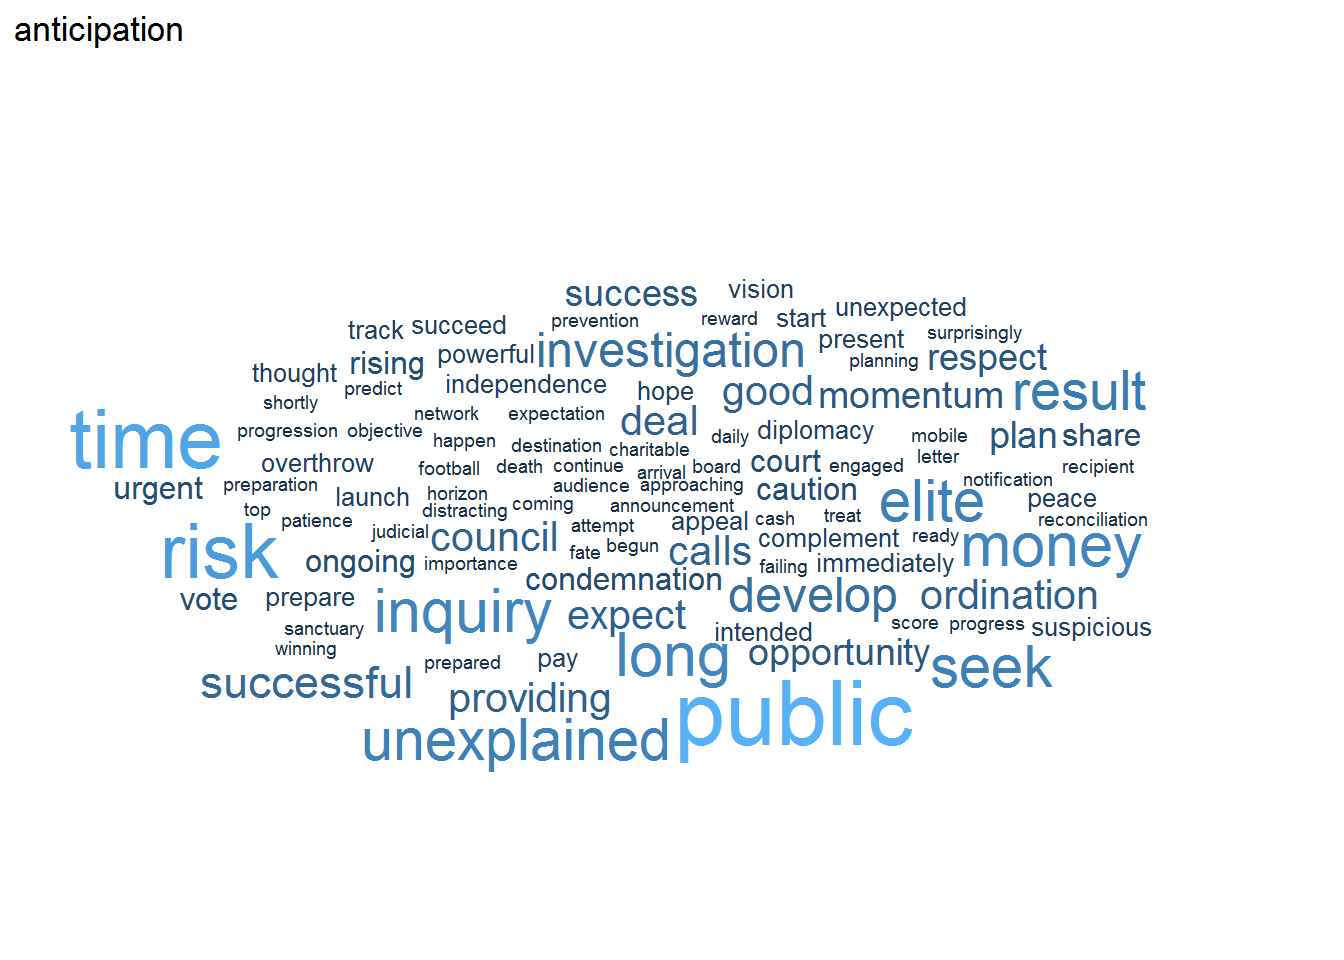 anticipation
success vision
track succeed prevention reward start unexpected
thought rising powerful investigation present planning surprisingly respect
shortly predict independence hope good momentum result
time progression objective network happen expectation destination deal charitable daily diplomacy mobile letter plan share
urgent preparation overthrow football death continue arrival board court engaged notification recipient
top patience launch horizon distracting coming audience approaching announcement caution elite peace reconciliation
risk judicial council attempt fate begun appeal cash treat complement ready money
ongoing importance condemnation calls failing immediately
vote prepare inquiry expect develop ordination
sanctuary winning intended score progress suspicious
successful prepared pay long opportunity seek
providing public
unexplained